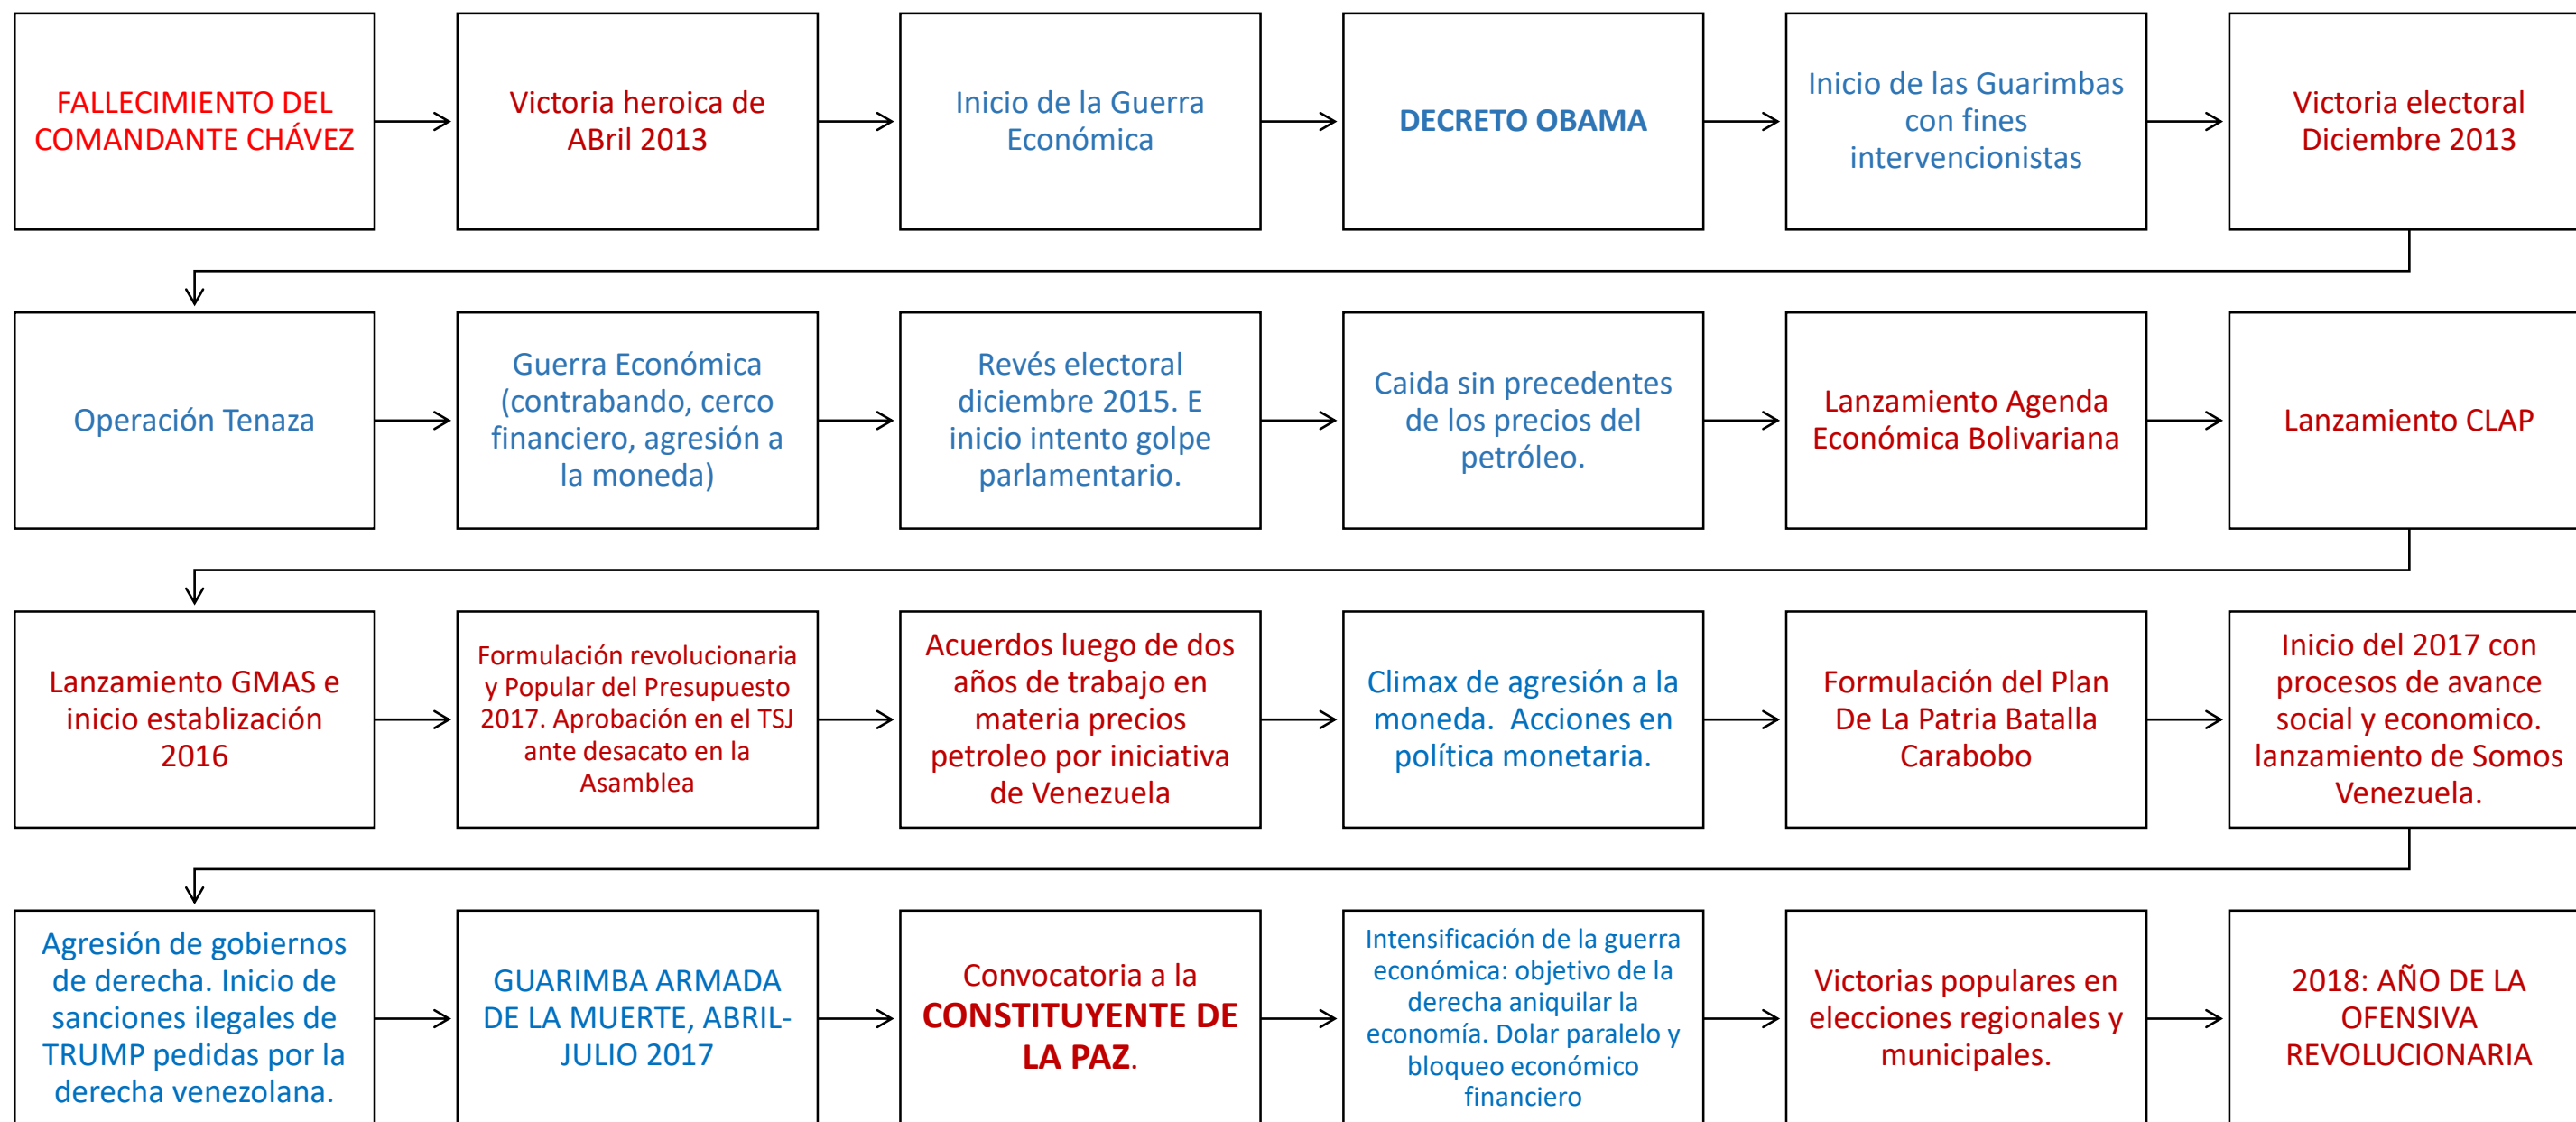 FALLECIMIENTO DEL
COMANDANTE CHÁVEZ
Victoria heroica de
ABril 2013
Inicio de la Guerra
Económica
DECRETO OBAMA
Inicio de las Guarimbas
con fines
intervencionistas
Victoria electoral
Diciembre 2013
Operación Tenaza
Guerra Económica
(contrabando, cerco
financiero, agresión a
la moneda)
Revés electoral
diciembre 2015. E
inicio intento golpe
parlamentario.
Caida sin precedentes
de los precios del
petróleo.
Lanzamiento Agenda
Económica Bolivariana
Lanzamiento CLAP
Lanzamiento GMAS e
inicio establización
2016
Formulación revolucionaria
y Popular del Presupuesto
2017. Aprobación en el TSJ
ante desacato en la
Asamblea
Acuerdos luego de dos
años de trabajo en
materia precios
petroleo por iniciativa
de Venezuela
Climax de agresión a la
moneda. Acciones en
política monetaria.
Formulación del Plan
De La Patria Batalla
Carabobo
Inicio del 2017 con
procesos de avance
social y economico.
lanzamiento de Somos
Venezuela.
Agresión de gobiernos
de derecha. Inicio de
sanciones ilegales de
TRUMP pedidas por la
derecha venezolana.
GUARIMBA ARMADA
DE LA MUERTE, ABRIL-
JULIO 2017
Convocatoria a la
CONSTITUYENTE DE
LA PAZ.
Intensificación de la guerra
económica: objetivo de la
derecha aniquilar la
economía. Dolar paralelo y
bloqueo económico
financiero
Victorias populares en
elecciones regionales y
municipales.
2018: AÑO DE LA
OFENSIVA
REVOLUCIONARIA